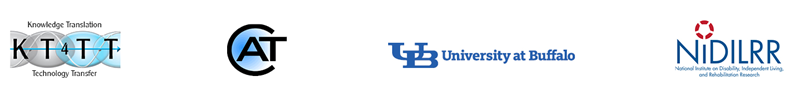 Knowledge Translation
KT4TT
Technology Transfer
CAT
UB University at Buffalo
NiDILRR
National Institute on Disability, Independent Living,
and Rehabilitation Research